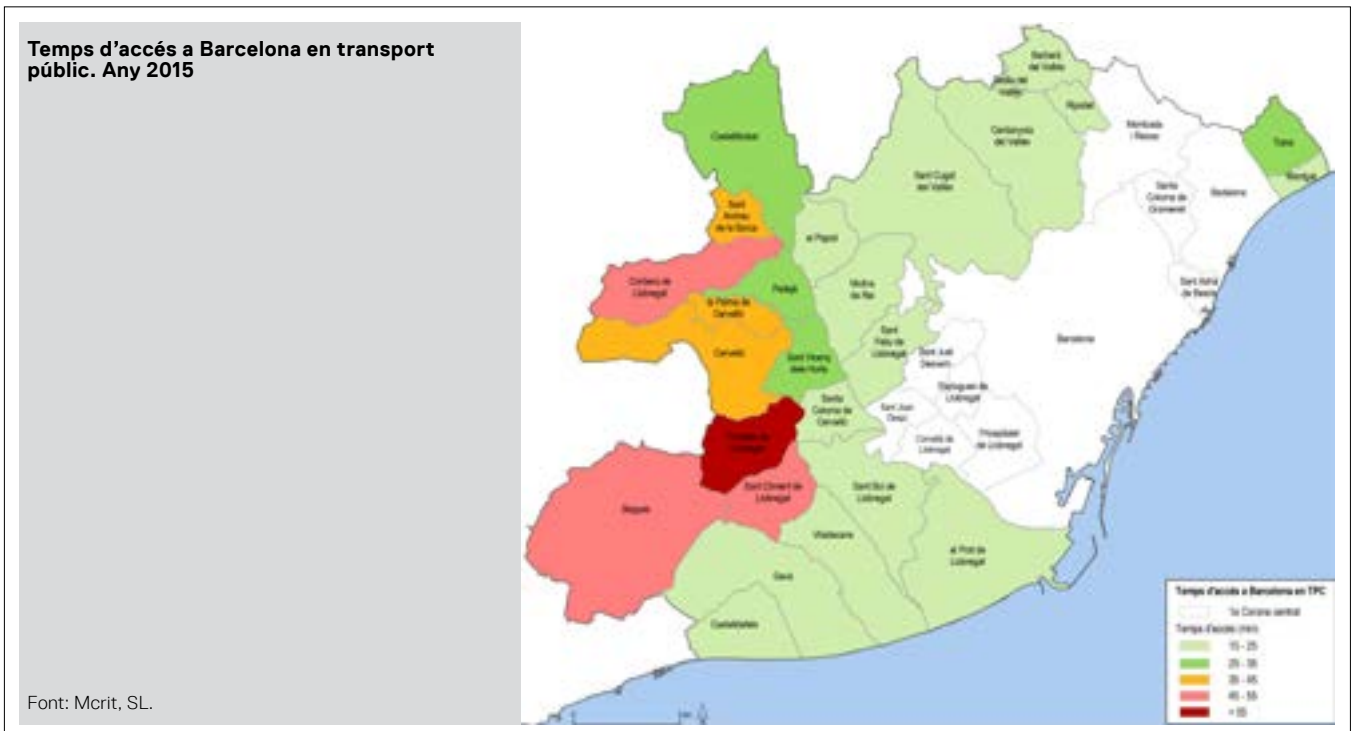 Temps d'accés a Barcelona en transport
públic. Any 2015
Font: Mcrit, SL.
Barberà
del Vallès
Ripollet
Cerdanyola
del Vallès
Montcada
i Reixac
Tiana
Montgat
Castellbisbal
Sant Cugat
del Vallès
Santa
Coloma de
Gramenet
Badalona
Sant
Andreu
de la Barca
el Papiol
Corbera de
Llobregat
Pallejà
Molins
de Rei
Sant Adrià
de Besòs
la Palma de
Cervelló
Cervelló
Sant Vicenç
dels Horts
Sant
Feliu de
Llobregat
Sant Just
Desvern
Barcelona
Esplugues de
Llobregat
Santa
Coloma de
Cervelló
Sant Joan
Despí
Cornellà de
Llobregat
l'Hospitalet
de Llobregat
Sant Climent de
Llobregat
Sant Boi de
Llobregat
Begues
Viladecans
el Prat de
Llobregat
Gavà
Castelldefels
Temps d'accés a Barcelona en TPC
1a Corona central
Temps d'accés (min)
15 - 25
25 - 35
35 - 45
45 - 55
> 55